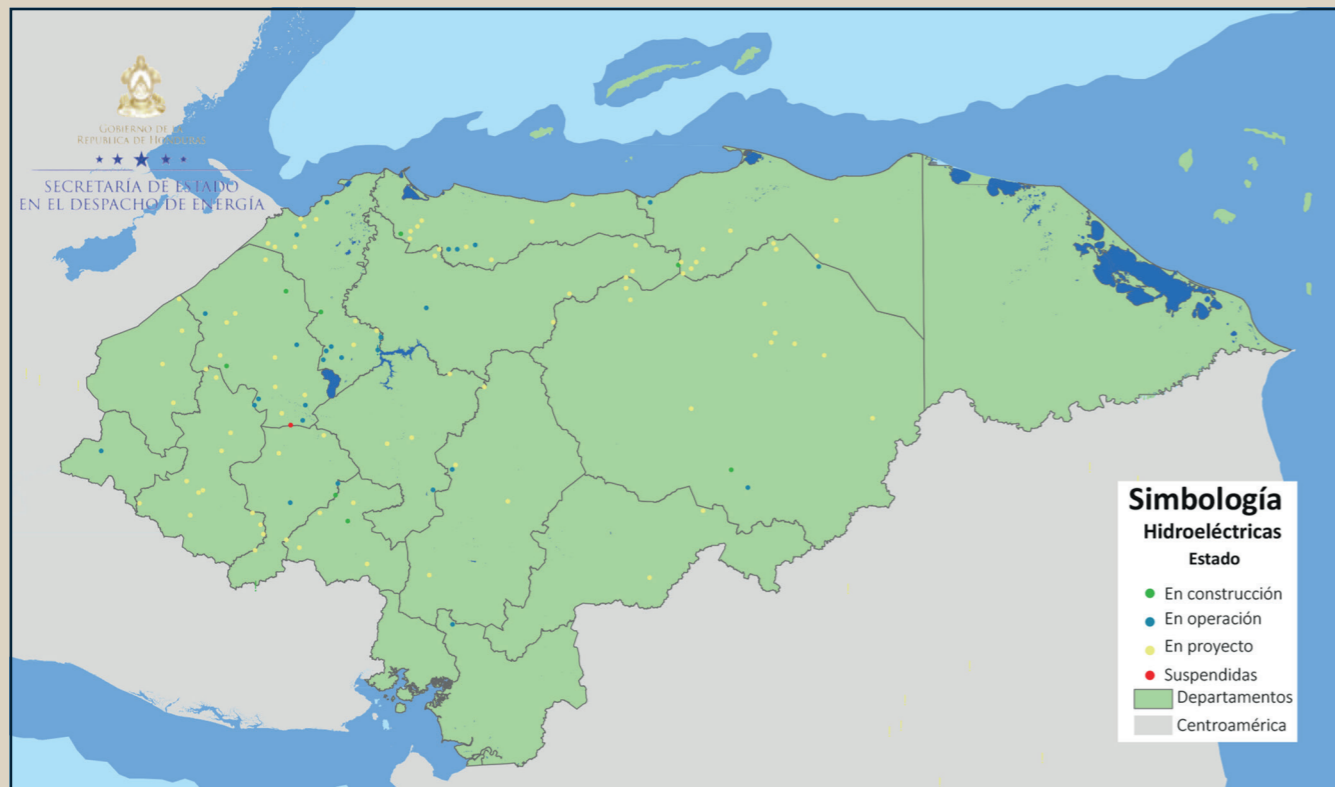 GOBIERNO DE LA
REPÚBLICA DE HONDURAS
SECRETARÍA DE ESTADO
EN EL DESPACHO DE ENERGÍA
Simbología
Hidroeléctricas
Estado
En construcción
En operación
En proyecto
Suspendidas
Departamentos
Centroamérica